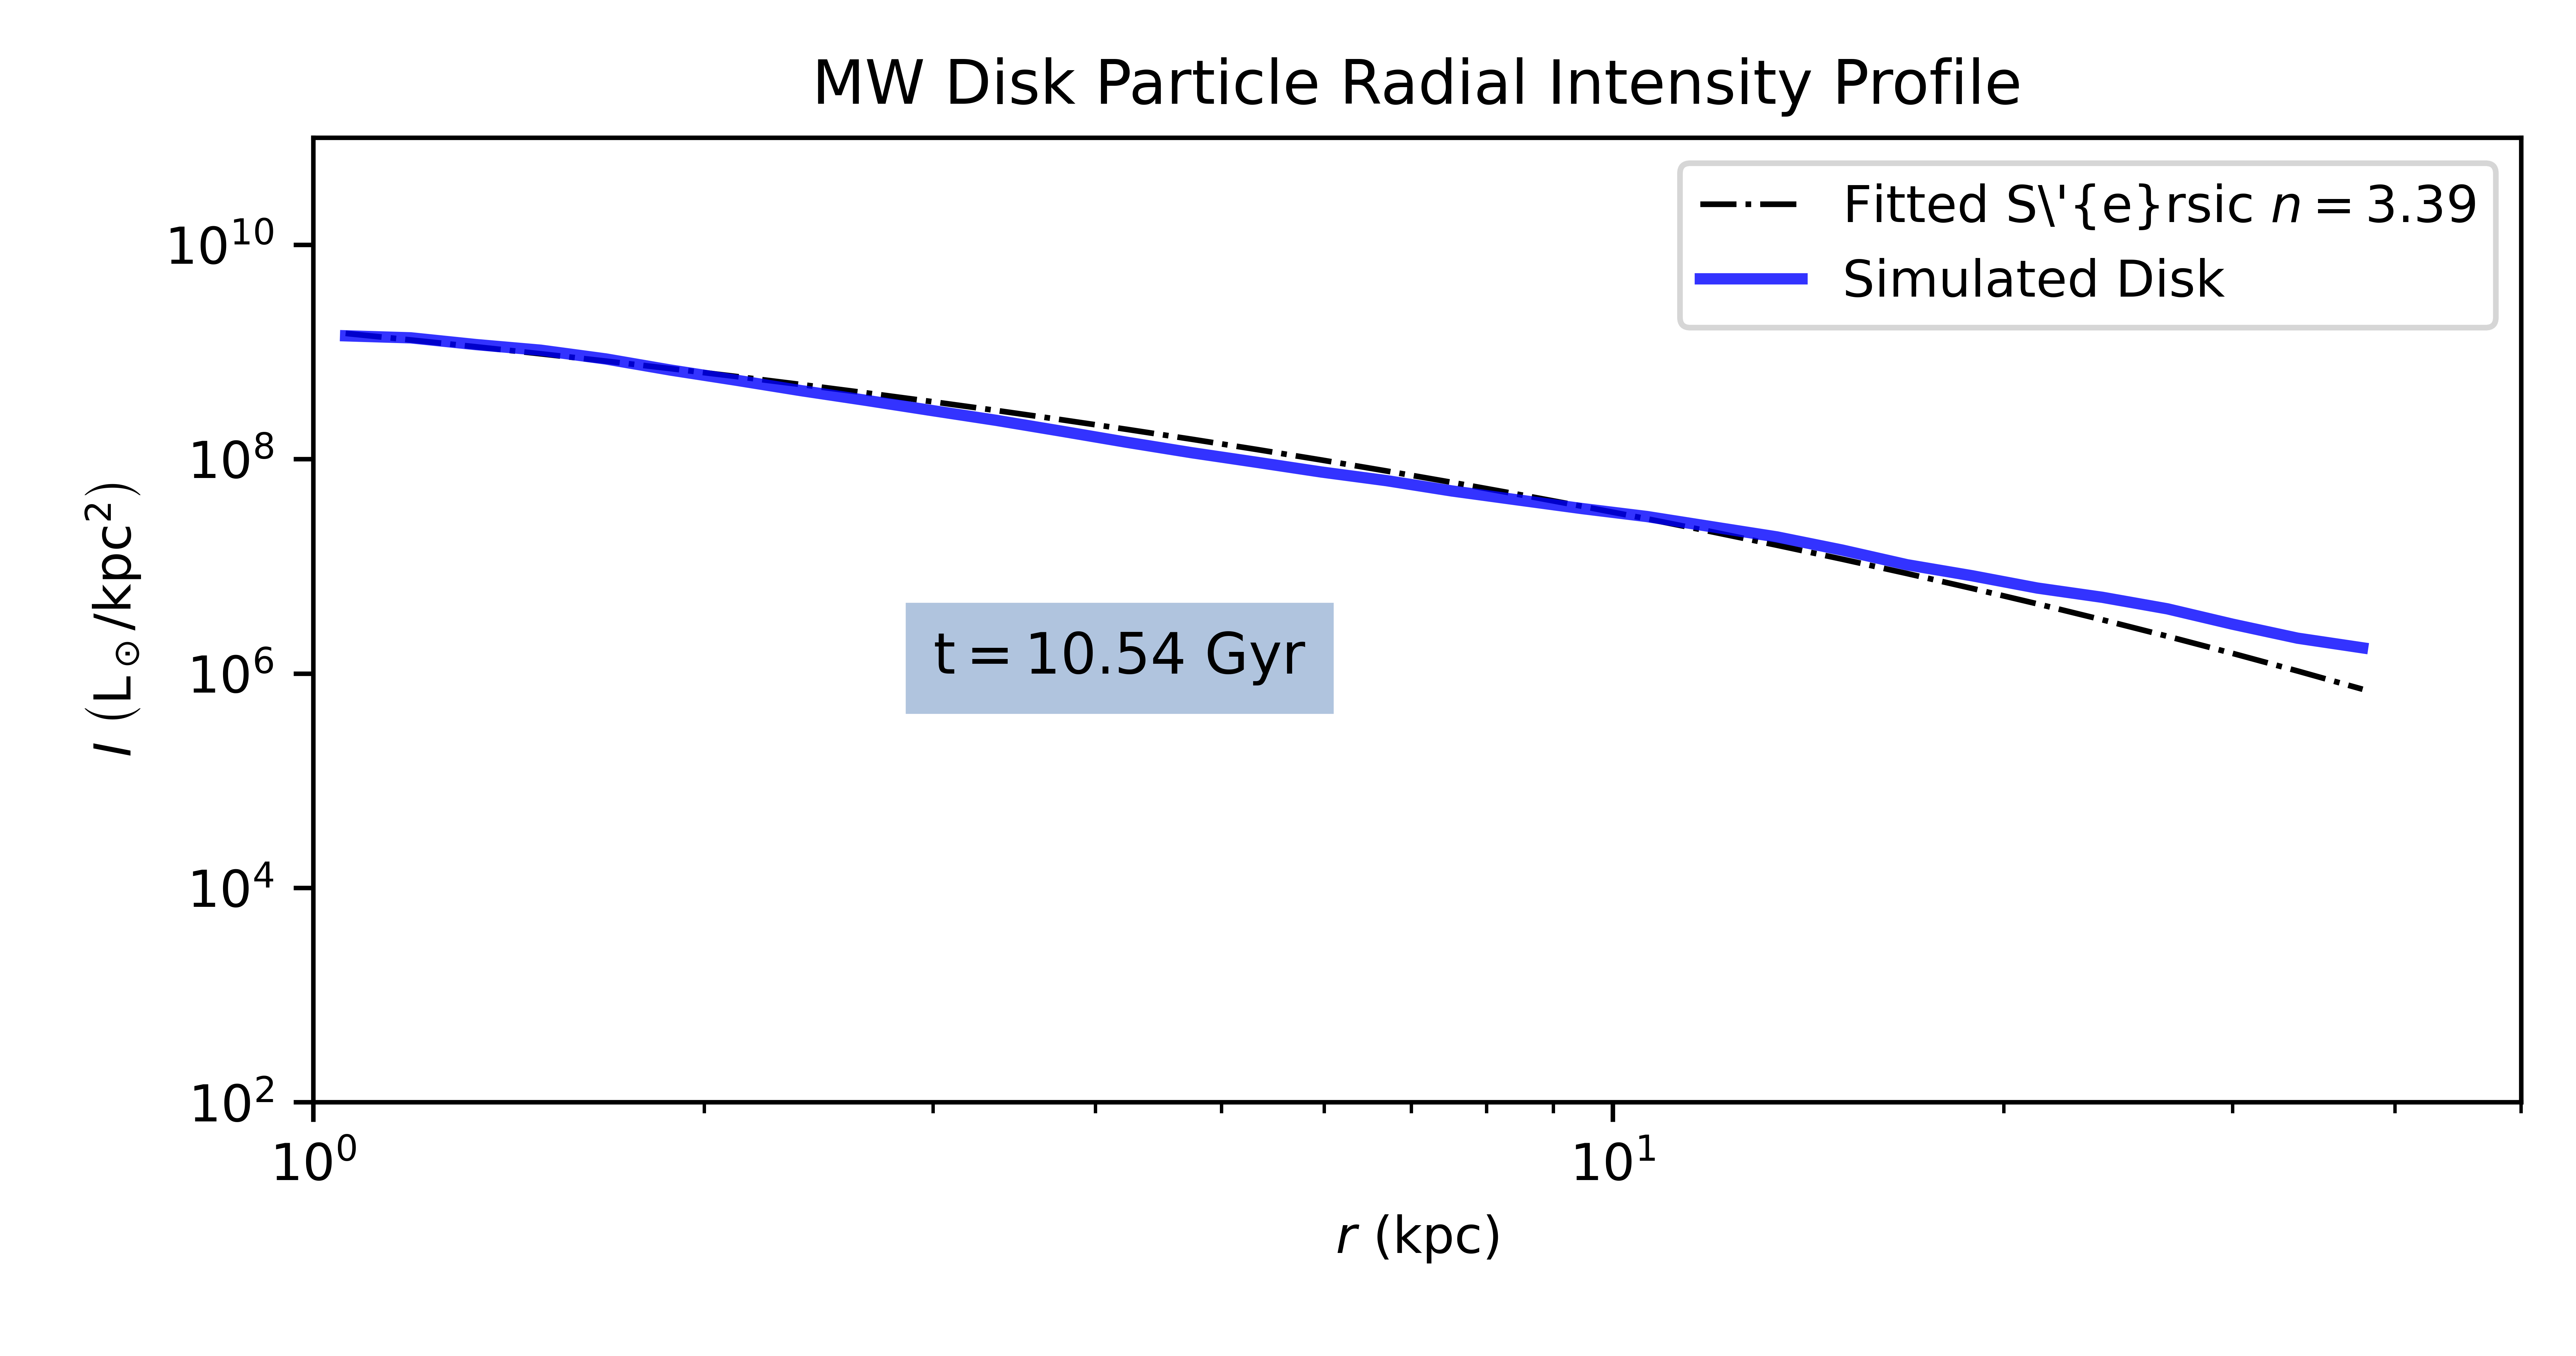 MW Disk Particle Radial Intensity Profile
Fitted S\'{e}rsic n = 3.39
Simulated Disk
I (L⊙/kpc²)
10¹⁰
10⁸
10⁶
10⁴
10²
t = 10.54 Gyr
10⁰ 10¹
r (kpc)